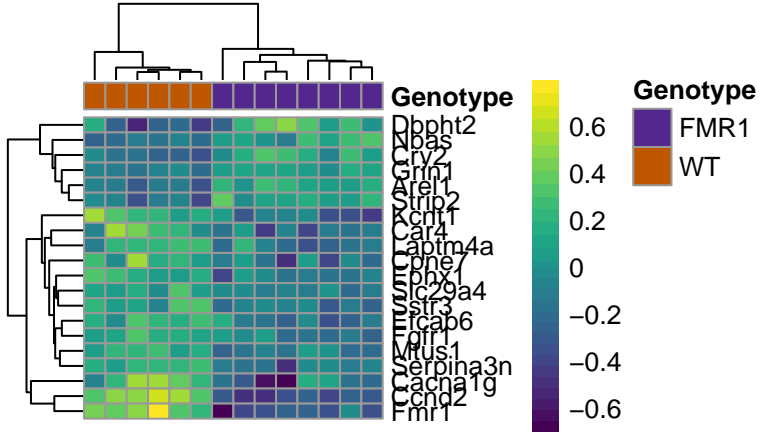 Genotype
Dbpht2
Nbas
Cry2
Grin1
Arel1
Strip2
Kcnt1
Car4
Laptm4a
Cpne7
Ephx1
Slc29a4
Sstr3
Efcab6
Fgfr1
Mtus1
Serpina3n
Cacna1g
Ccnd2
Fmr1
0.6
0.4
0.2
0
−0.2
−0.4
−0.6
Genotype
FMR1
WT